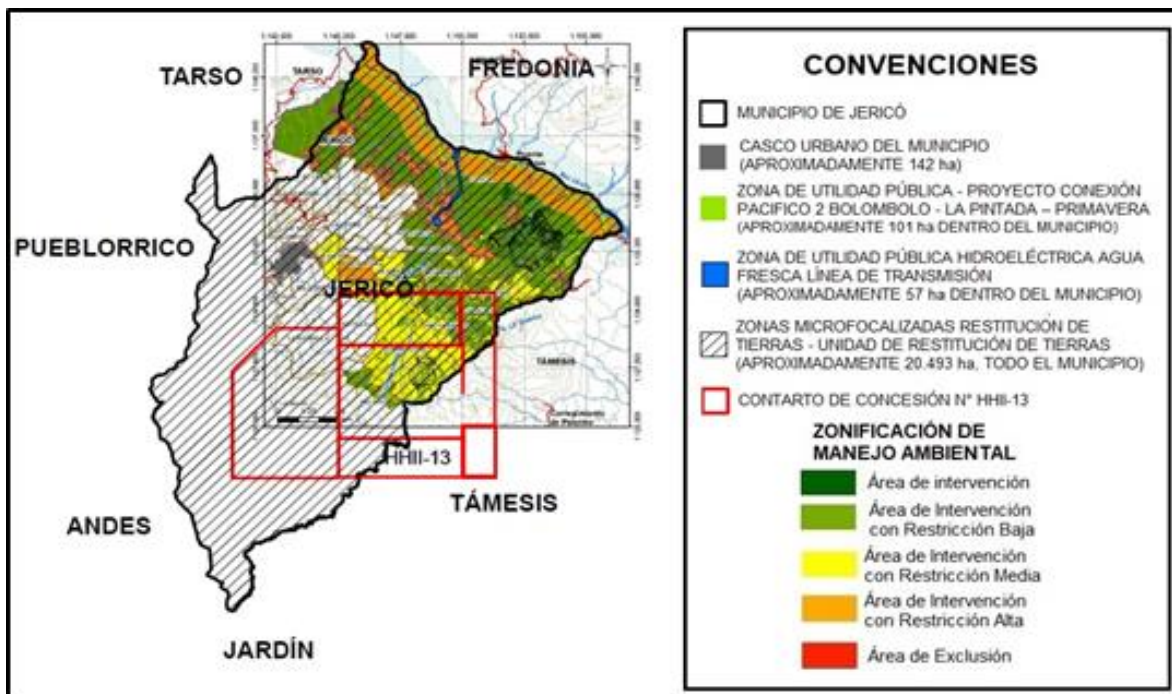 TARSO
TARSO
FREDONIA
JERICÓ
PUEBLORRICO
JERICÓ
TÁMESIS
HHII-13
TÁMESIS
ANDES
JARDÍN
CONVENCIONES
MUNICIPIO DE JERICÓ
CASCO URBANO DEL MUNICIPIO
(APROXIMADAMENTE 142 ha)
ZONA DE UTILIDAD PÚBLICA - PROYECTO CONEXIÓN
PACIFICO 2 BOLOMBOLO - LA PINTADA – PRIMAVERA
(APROXIMADAMENTE 101 ha DENTRO DEL MUNICIPIO)
ZONA DE UTILIDAD PÚBLICA HIDROELÉCTRICA AGUA
FRESCA LÍNEA DE TRANSMISIÓN
(APROXIMADAMENTE 57 ha DENTRO DEL MUNICIPIO)
ZONAS MICROFOCALIZADAS RESTITUCIÓN DE
TIERRAS - UNIDAD DE RESTITUCIÓN DE TIERRAS
(APROXIMADAMENTE 20.493 ha, TODO EL MUNICIPIO)
CONTARTO DE CONCESIÓN N° HHII-13
ZONIFICACIÓN DE
MANEJO AMBIENTAL
Área de intervención
Área de Intervención
con Restricción Baja
Área de Intervención
con Restricción Media
Área de Intervención
con Restricción Alta
Área de Exclusión